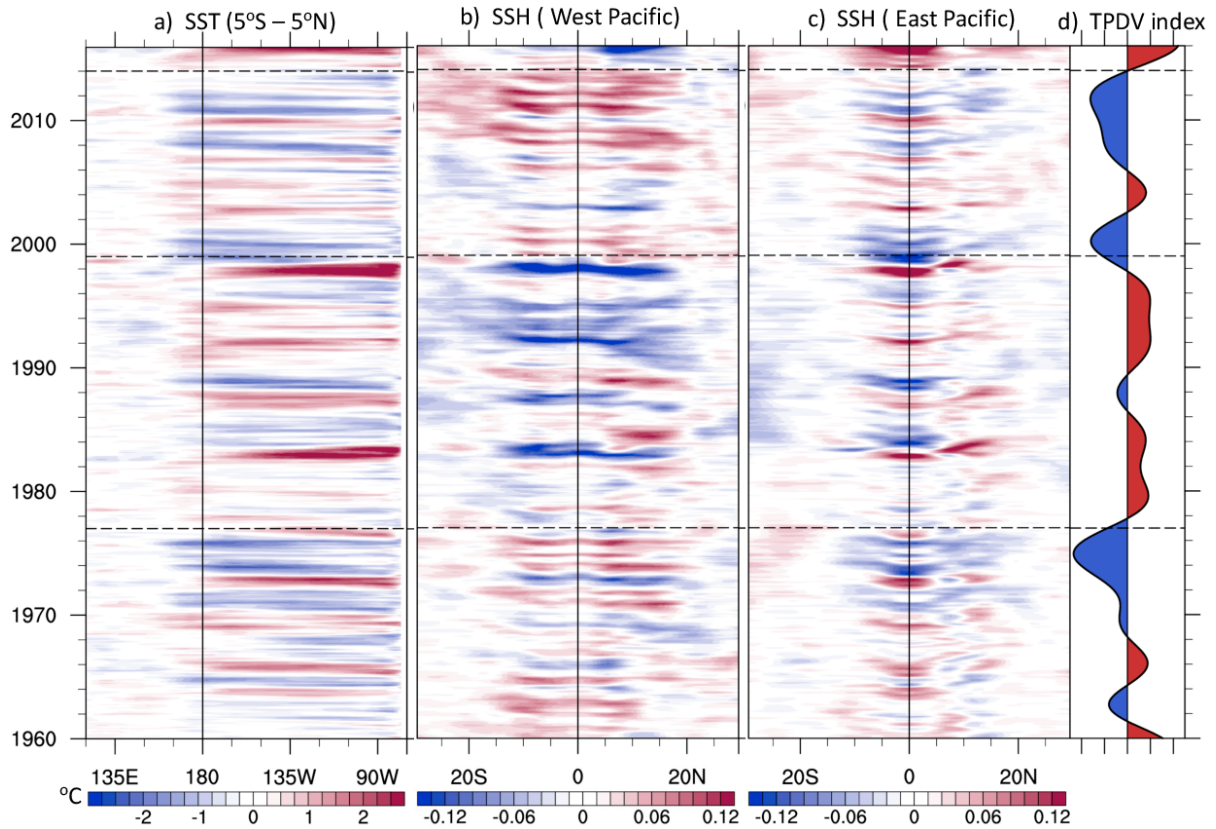 a) SST (5°S – 5°N)
b) SSH ( West Pacific)
c) SSH ( East Pacific)
d) TPDV index
2010
2000
1990
1980
1970
1960
135E 180 135W 90W
20S 0 20N
20S 0 20N
°C
-2 -1 0 1 2
-0.12 -0.06 0 0.06 0.12
-0.12 -0.06 0 0.06 0.12